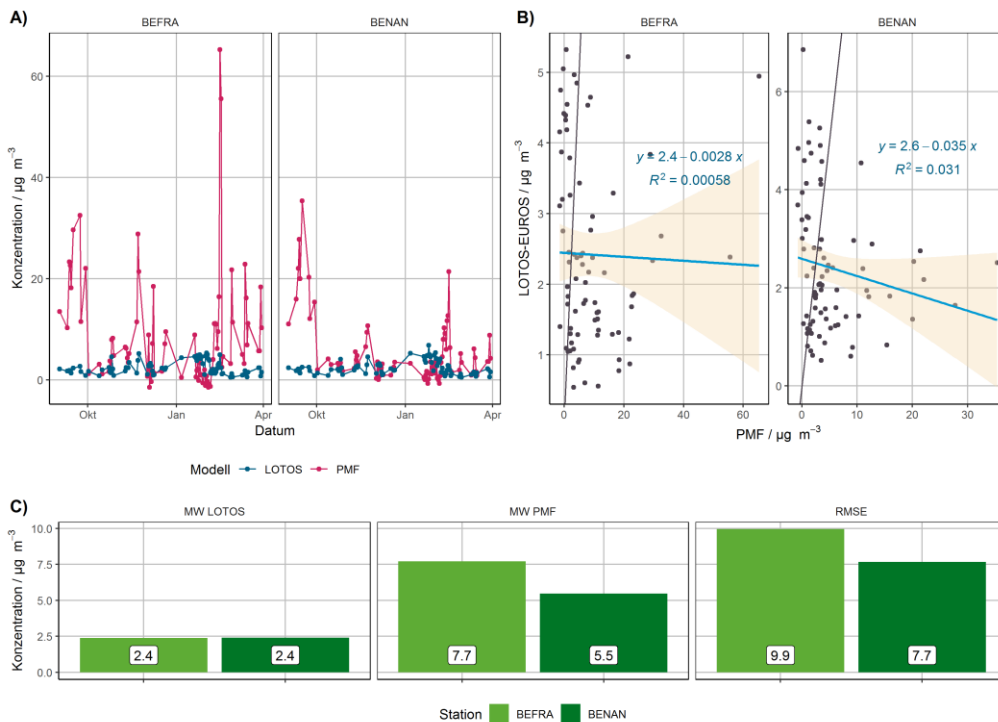 A)
BEFRA
BENAN
Konzentration / µg m⁻³
60
40
20
0
Okt
Jan
Apr
Okt
Jan
Apr
Datum
Modell LOTOS PMF
B)
BEFRA
BENAN
LOTOS-EUROS / µg m⁻³
5
4
3
2
1
y = 2.4 − 0.0028 x
R² = 0.00058
0
20
40
60
6
4
2
0
y = 2.6 − 0.035 x
R² = 0.031
0
10
20
30
PMF / µg m⁻³
C)
MW LOTOS
MW PMF
RMSE
Konzentration / µg m⁻³
10.0
7.5
5.0
2.5
0.0
2.4
2.4
7.7
5.5
9.9
7.7
Station BEFRA BENAN